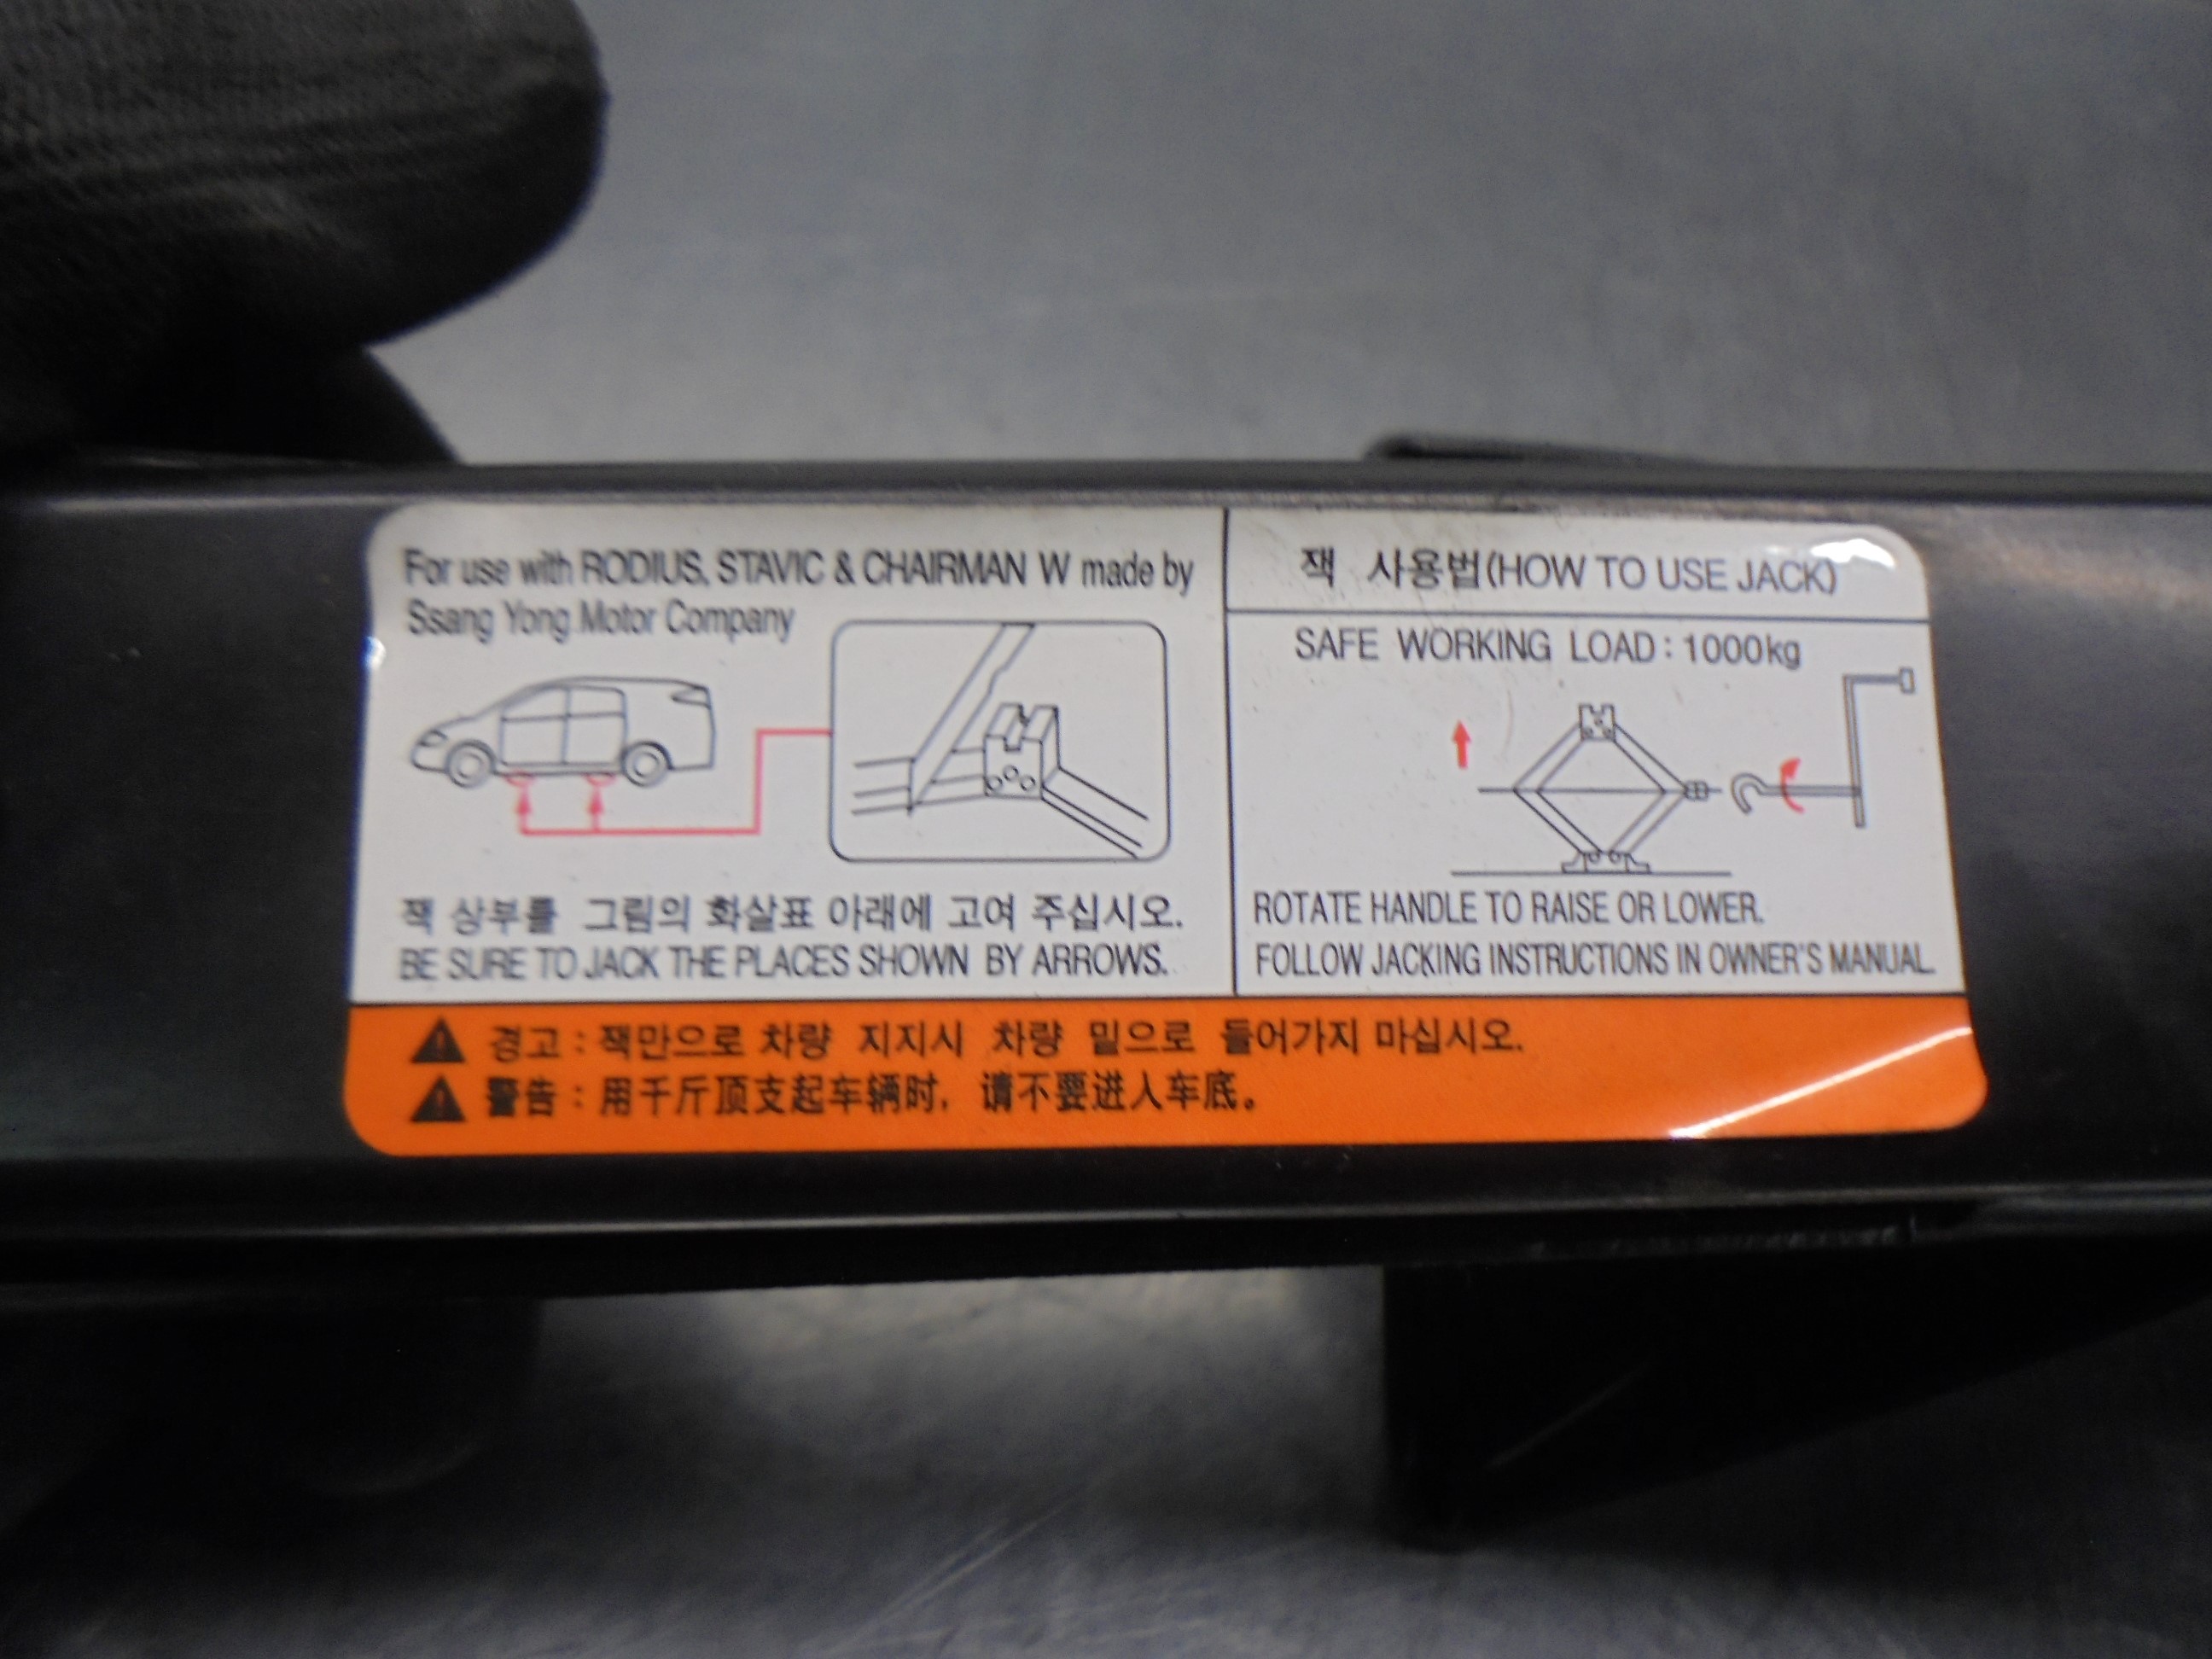 For use with RODIUS, STAVIC & CHAIRMAN W made by
Ssang Yong Motor Company
잭 상부를 그림의 화살표 아래에 고여 주십시오.
BE SURE TO JACK THE PLACES SHOWN BY ARROWS.
잭 사용법(HOW TO USE JACK)
SAFE WORKING LOAD : 1000kg
ROTATE HANDLE TO RAISE OR LOWER.
FOLLOW JACKING INSTRUCTIONS IN OWNER'S MANUAL.
경고 : 잭만으로 차량 지지시 차량 밑으로 들어가지 마십시오.
警告 : 用千斤顶支起车辆时, 请不要进入车底。